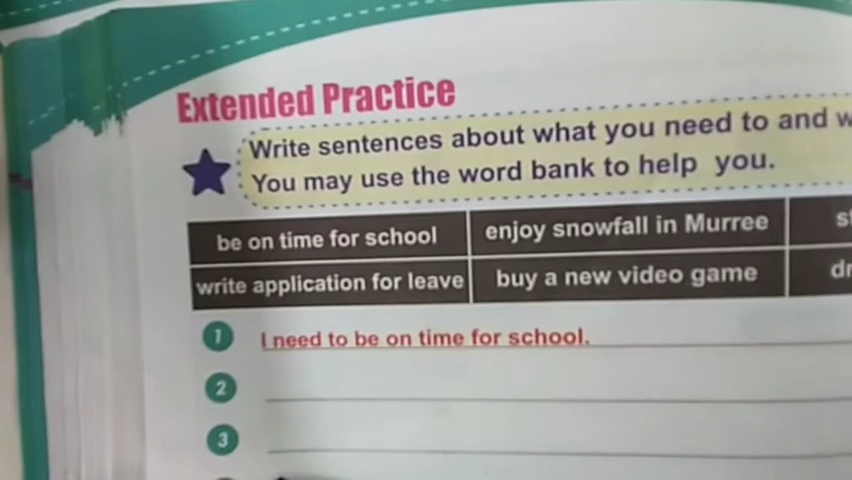 Extended Practice
Write sentences about what you need to and
You may use the word bank to help you.
be on time for school
enjoy snowfall in Murree
write application for leave
buy a new video game
1 I need to be on time for school.
2
3